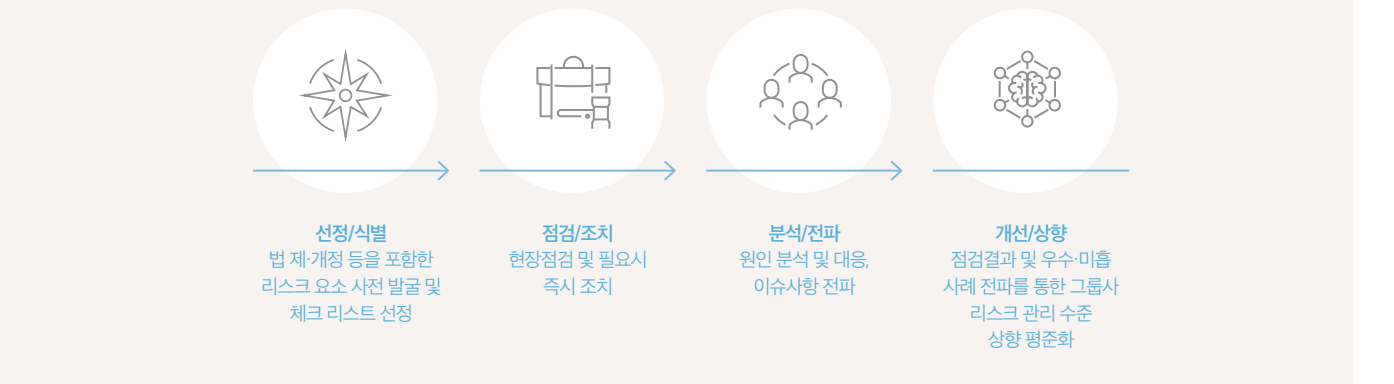 선정/식별
법 제·개정 등을 포함한
리스크 요소 사전 발굴 및
체크 리스트 선정
점검/조치
현장점검 및 필요시
즉시 조치
분석/전파
원인 분석 및 대응,
이슈사항 전파
개선/상향
점검결과 및 우수·미흡
사례 전파를 통한 그룹사
리스크 관리 수준
상향 평준화